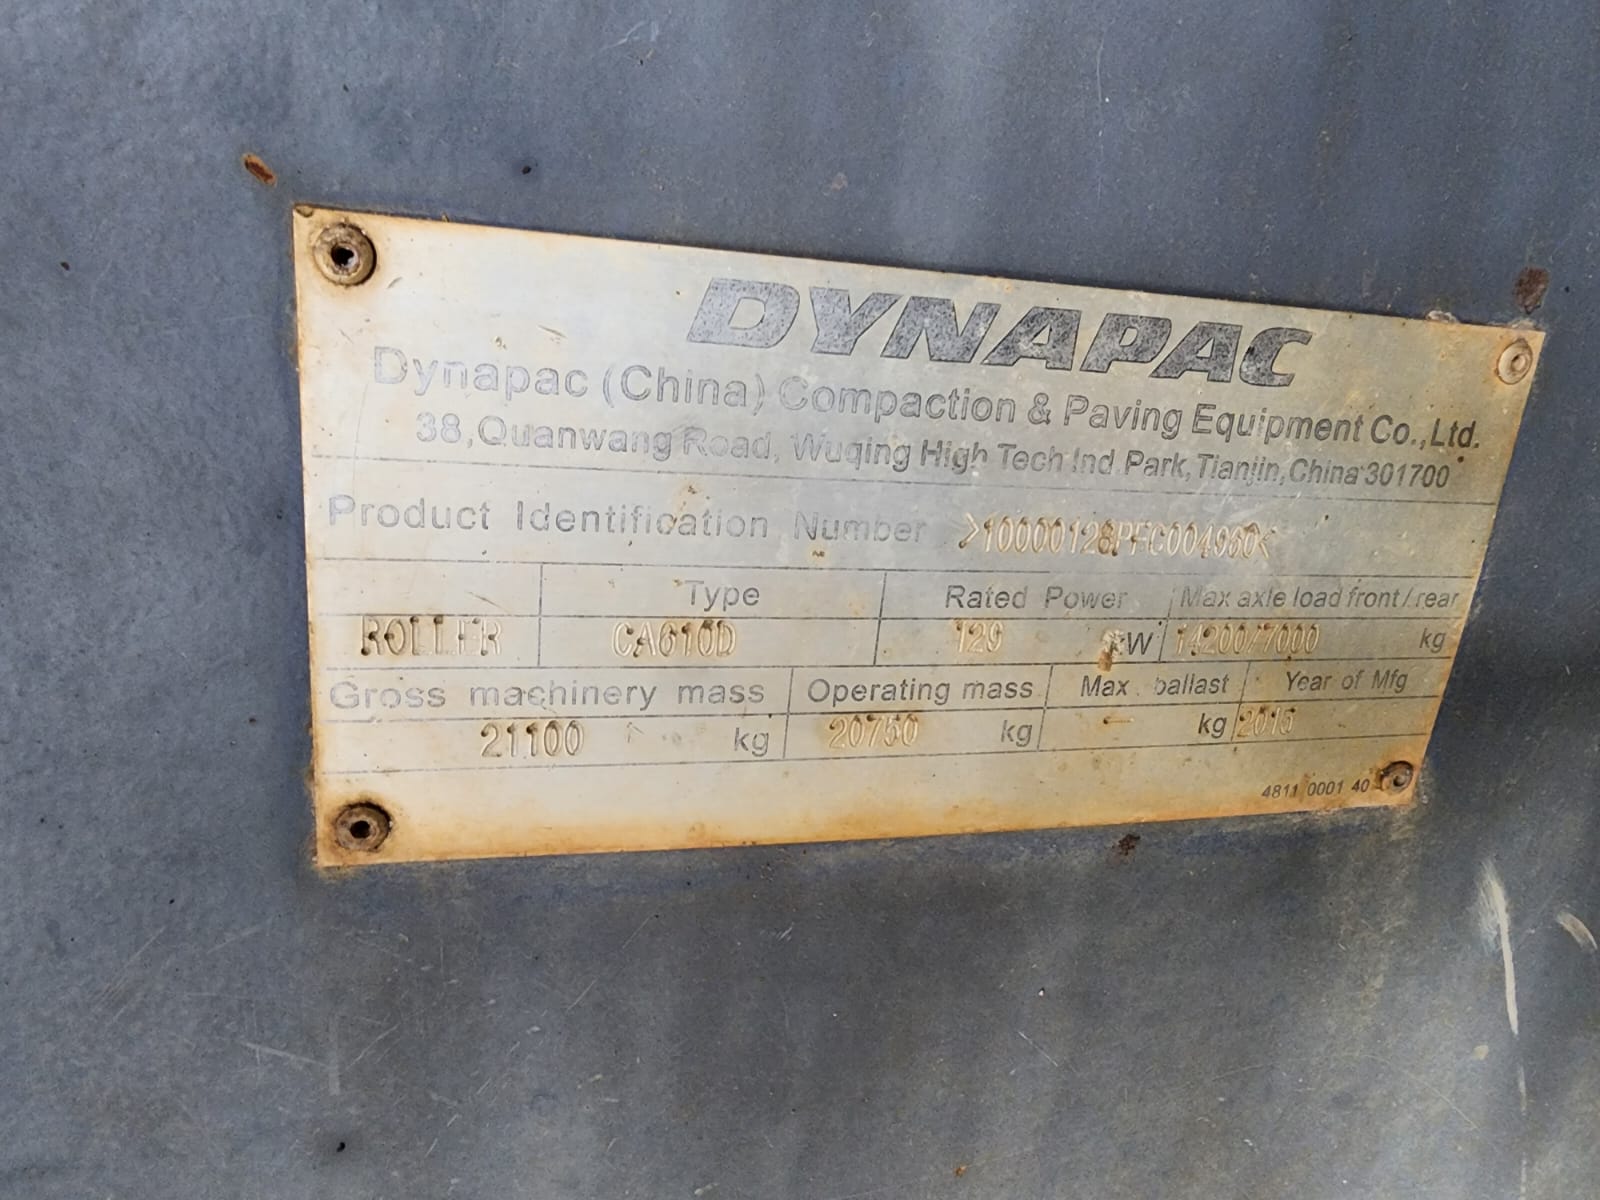 DYNAPAC
Dynapac (China) Compaction & Paving Equipment Co.,Ltd.
38,Quanwang Road, Wuqing High Tech Ind.Park,Tianjin,China 301700
Product Identification Number >10000128PFC004960<
Type Rated Power Max axle load front/rear
ROLLER CA610D 129 kW 14200/7000 kg
Gross machinery mass Operating mass Max. ballast Year of Mfg
21100 kg 20750 kg - kg 2015
4811 0001 40